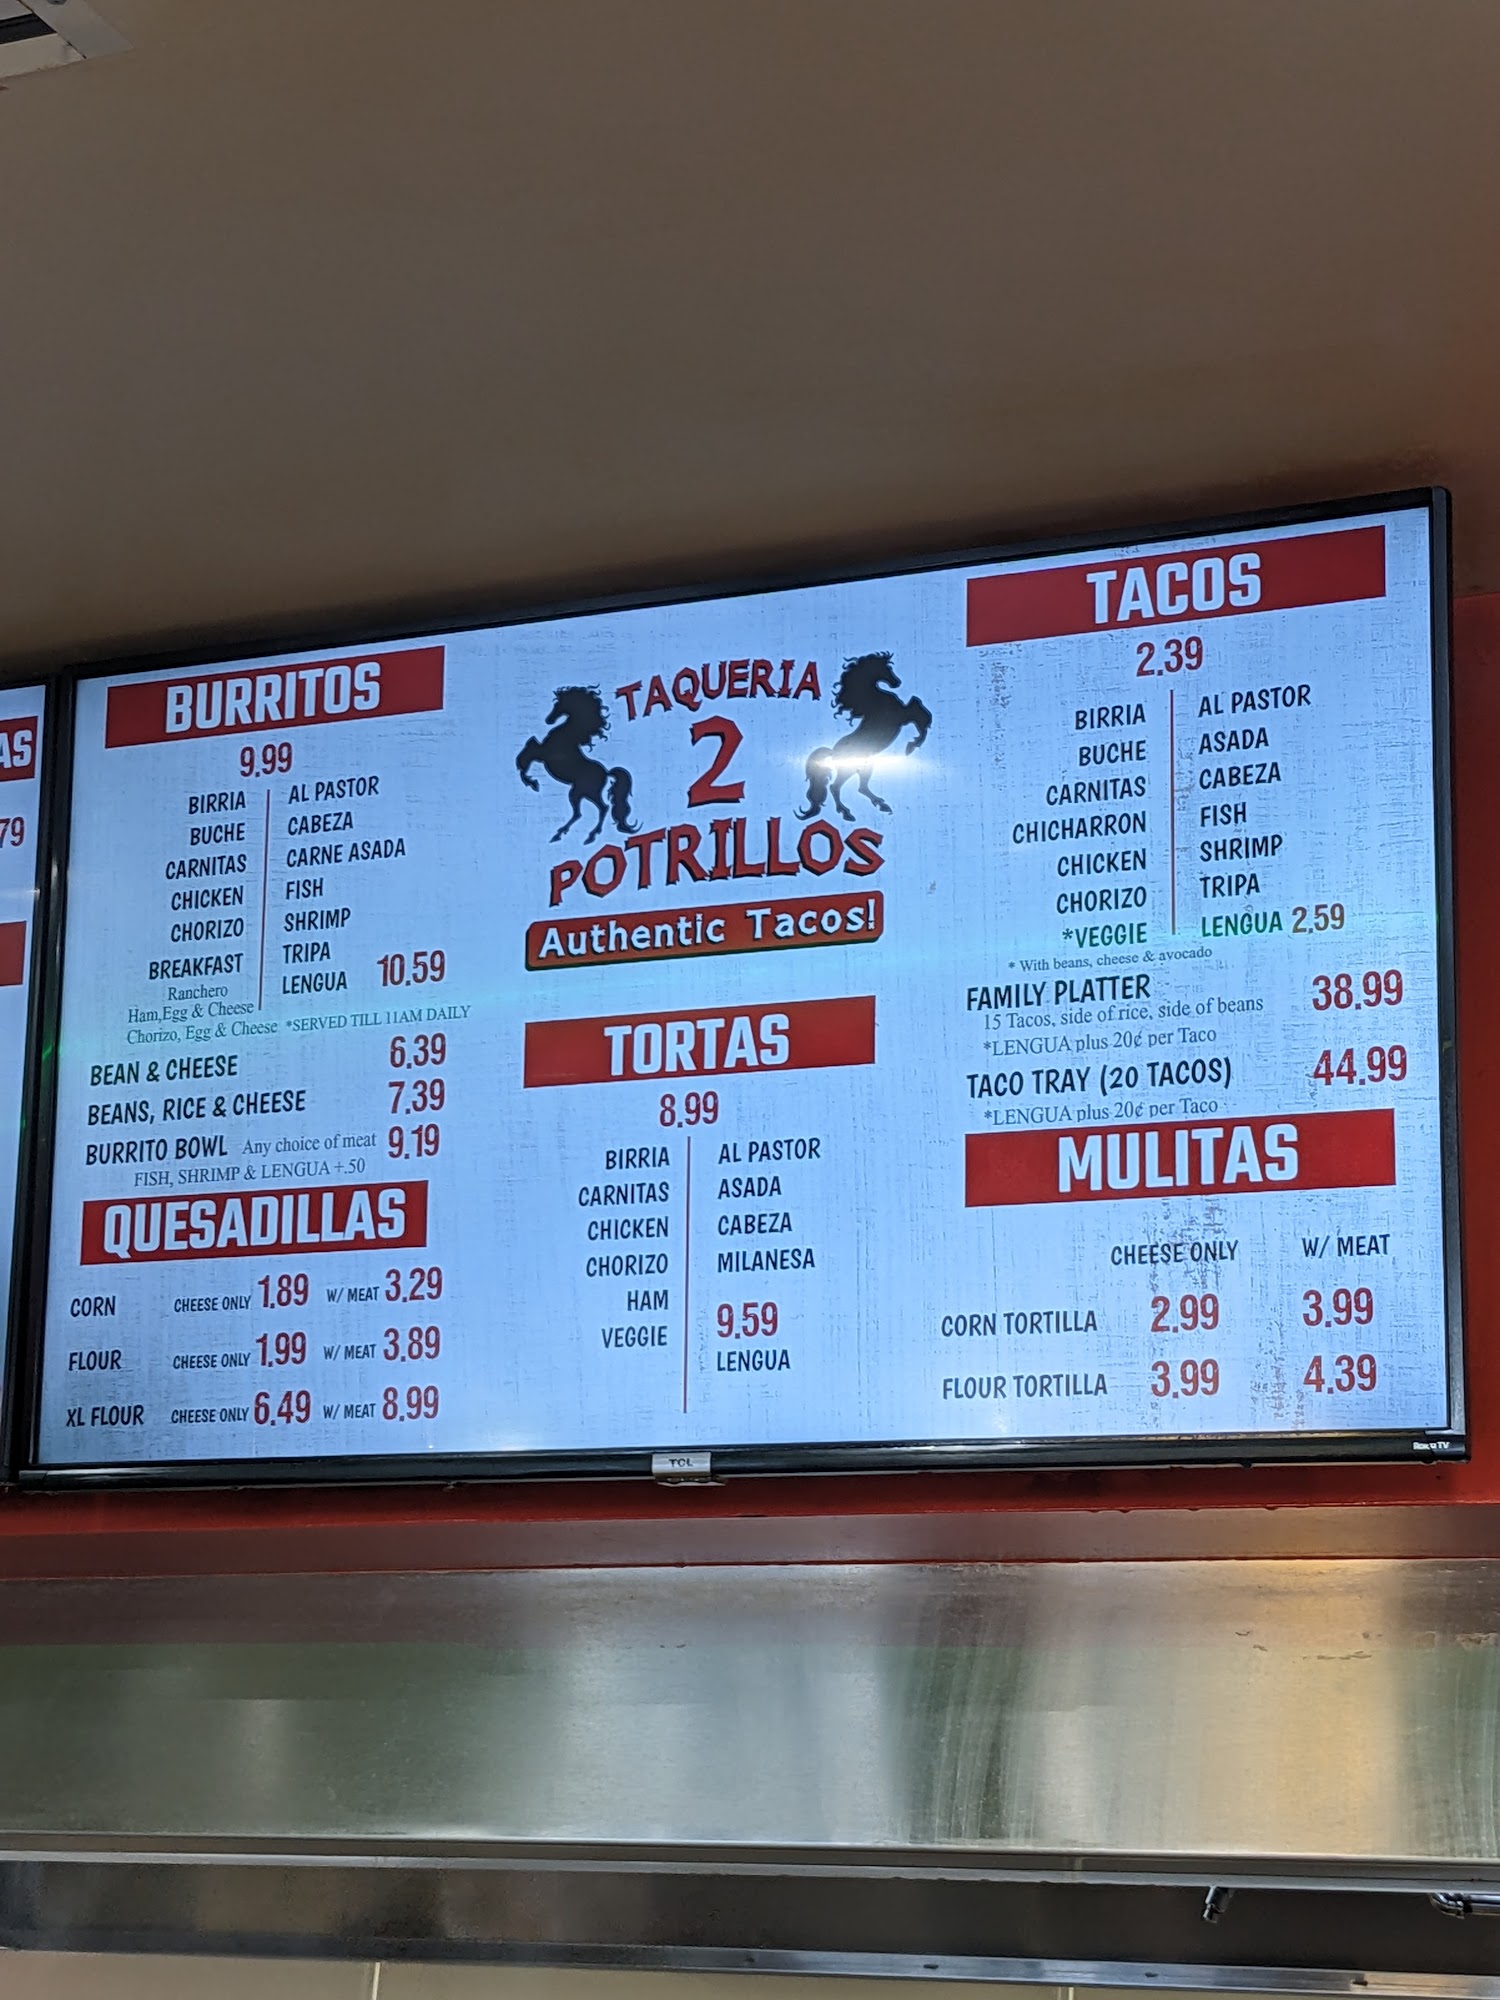 AS
79
BURRITOS
9.99
BIRRIA
BUCHE
CARNITAS
CHICKEN
CHORIZO
BREAKFAST
Ranchero
Ham,Egg & Cheese
Chorizo, Egg & Cheese *SERVED TILL 11AM DAILY
AL PASTOR
CABEZA
CARNE ASADA
FISH
SHRIMP
TRIPA
LENGUA 10.59
BEAN & CHEESE 6.39
BEANS, RICE & CHEESE 7.39
BURRITO BOWL Any choice of meat 9.19
FISH, SHRIMP & LENGUA +.50
QUESADILLAS
CORN CHEESE ONLY 1.89 W/ MEAT 3.29
FLOUR CHEESE ONLY 1.99 W/ MEAT 3.89
XL FLOUR CHEESE ONLY 6.49 W/ MEAT 8.99
TAQUERIA
2
POTRILLOS
Authentic Tacos!
TORTAS
8.99
BIRRIA
CARNITAS
CHICKEN
CHORIZO
HAM
VEGGIE
AL PASTOR
ASADA
CABEZA
MILANESA
9.59
LENGUA
TACOS
2.39
BIRRIA
BUCHE
CARNITAS
CHICHARRON
CHICKEN
CHORIZO
*VEGGIE
AL PASTOR
ASADA
CABEZA
FISH
SHRIMP
TRIPA
LENGUA 2.59
* With beans, cheese & avocado
FAMILY PLATTER 38.99
15 Tacos, side of rice, side of beans
*LENGUA plus 20¢ per Taco
TACO TRAY (20 TACOS) 44.99
*LENGUA plus 20¢ per Taco
MULITAS
CHEESE ONLY W/ MEAT
CORN TORTILLA 2.99 3.99
FLOUR TORTILLA 3.99 4.39
TCL
Roku TV